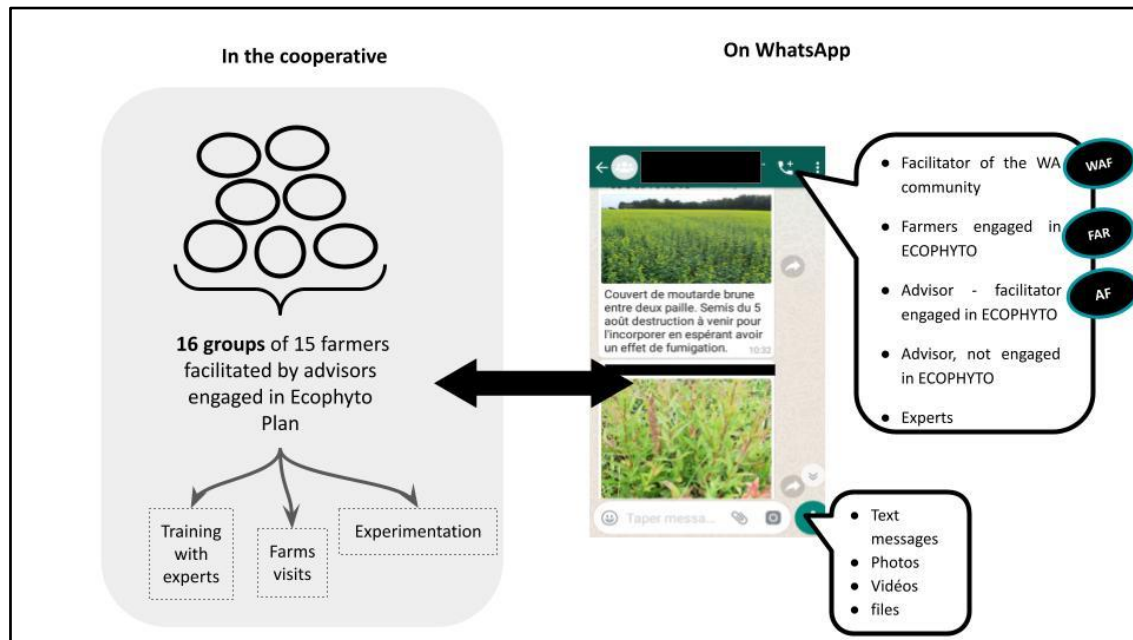 In the cooperative
16 groups of 15 farmers
facilitated by advisors
engaged in Ecophyto
Plan
Training
with
experts
Farms
visits
Experimentation
On WhatsApp
Couvert de moutarde brune
entre deux paille. Semis du 5
août destruction à venir pour
l'incorporer en espérant avoir
un effet de fumigation.
10:32
Taper messa...
● Facilitator of the WA
community
WAF
● Farmers engaged in
ECOPHYTO
FAR
● Advisor - facilitator
engaged in ECOPHYTO
AF
● Advisor, not engaged
in ECOPHYTO
● Experts
● Text
messages
● Photos
● Vidéos
● files